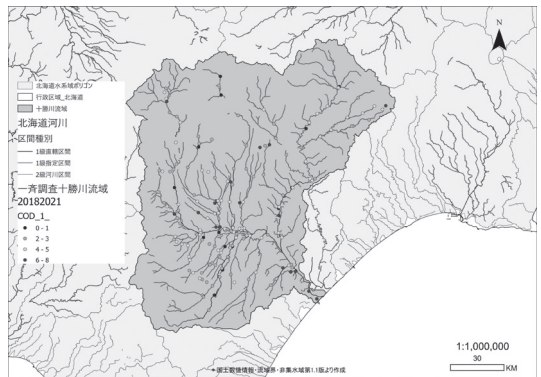 N
北海道水系域ポリゴン
行政区域_北海道
十勝川流域
北海道河川
区間種別
1級直轄区間
1級指定区間
2級河川区間
一斉調査十勝川流域
20182021
COD_1_
0 - 1
2 - 3
4 - 5
6 - 8
1:1,000,000
30
KM
国土数値情報・流域界・非集水域第1.1版より作成